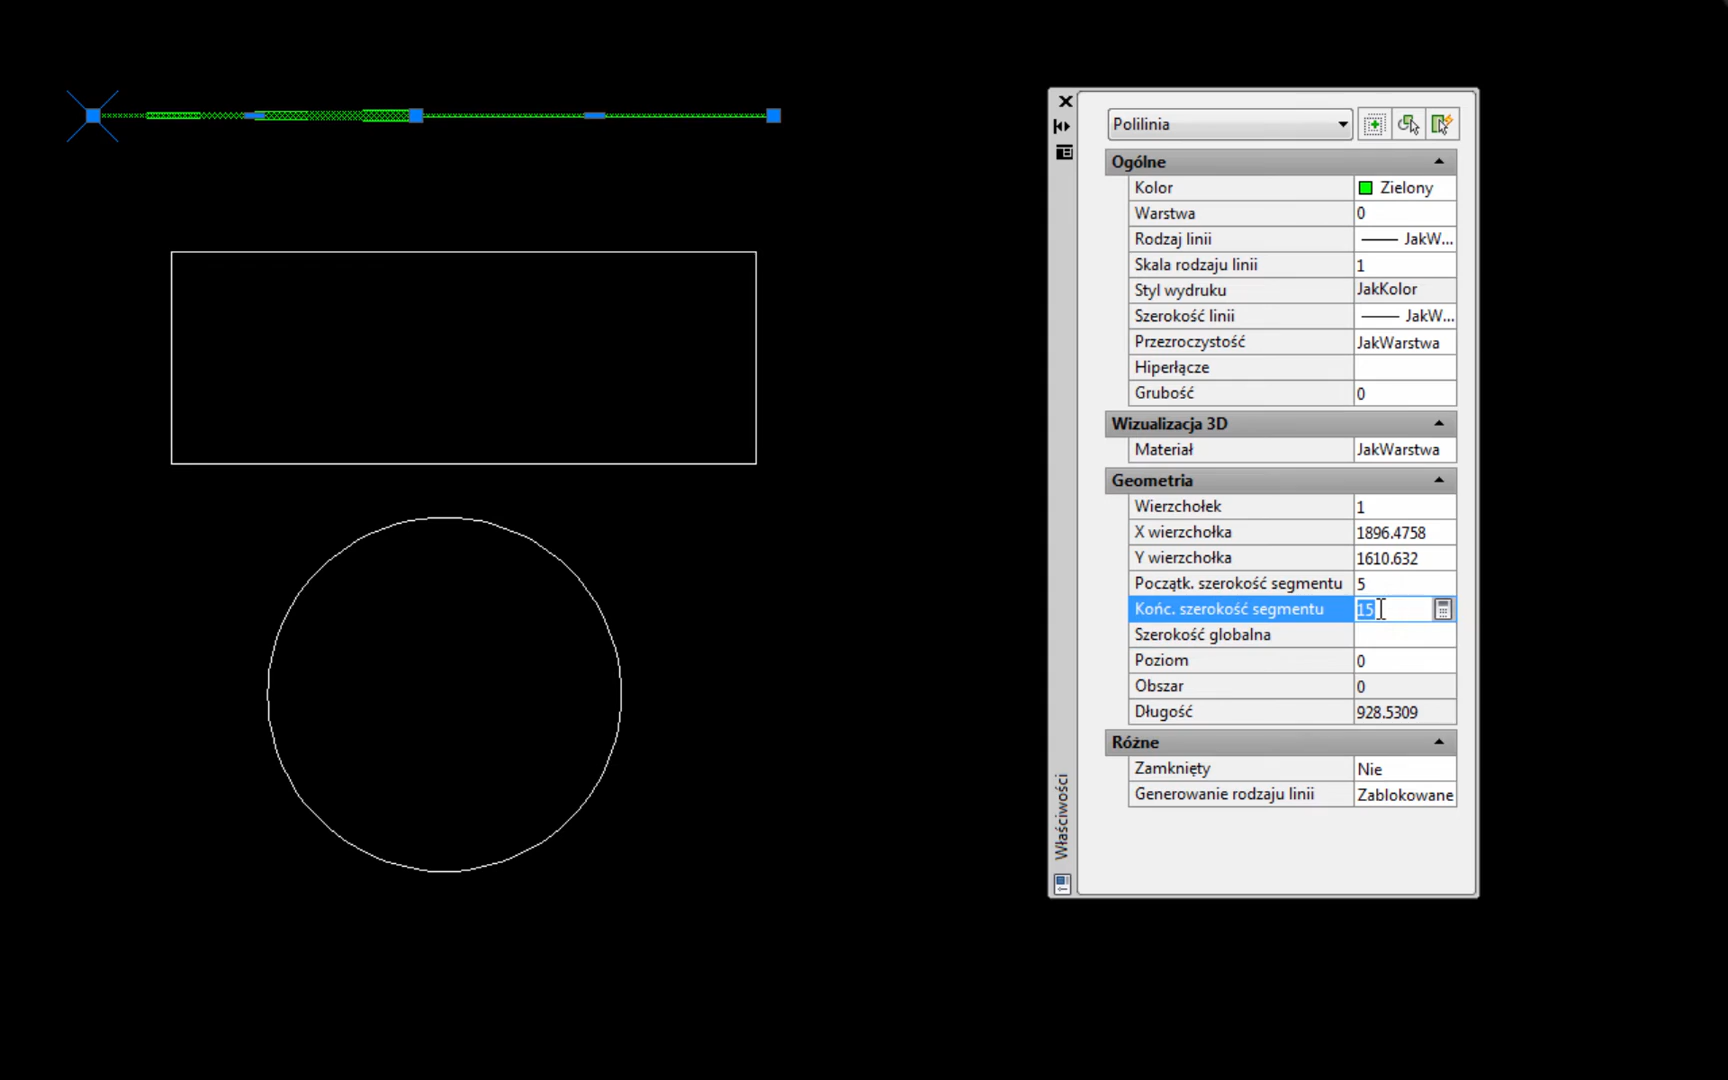 Polilinia
Ogólne
Kolor Zielony
Warstwa 0
Rodzaj linii JakW...
Skala rodzaju linii 1
Styl wydruku JakKolor
Szerokość linii JakW...
Przezroczystość JakWarstwa
Hiperłącze
Grubość 0
Wizualizacja 3D
Materiał JakWarstwa
Geometria
Wierzchołek 1
X wierzchołka 1896.4758
Y wierzchołka 1610.632
Początk. szerokość segmentu 5
Końc. szerokość segmentu 15
Szerokość globalna
Poziom 0
Obszar 0
Długość 928.5309
Różne
Zamknięty Nie
Generowanie rodzaju linii Zablokowane
Właściwości